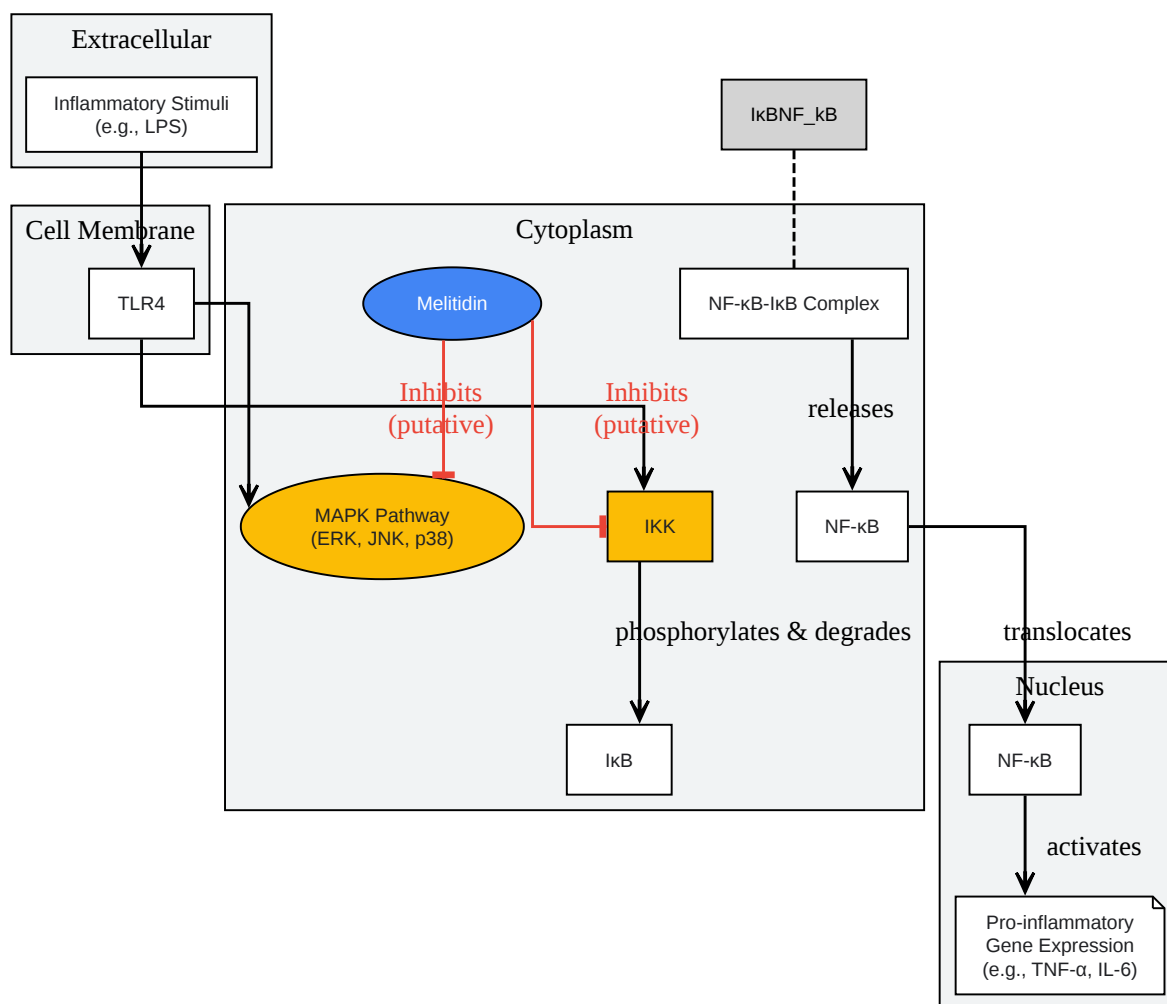 Extracellular
Inflammatory Stimuli
(e.g., LPS)
IκBNF_kB
Cell Membrane
Cytoplasm
TLR4
Melitidin
NF-κB-IκB Complex
Inhibits
(putative)
Inhibits
(putative)
releases
MAPK Pathway
(ERK, JNK, p38)
IKK
NF-κB
phosphorylates & degrades
translocates
Nucleus
IκB
NF-κB
activates
Pro-inflammatory
Gene Expression
(e.g., TNF-α, IL-6)